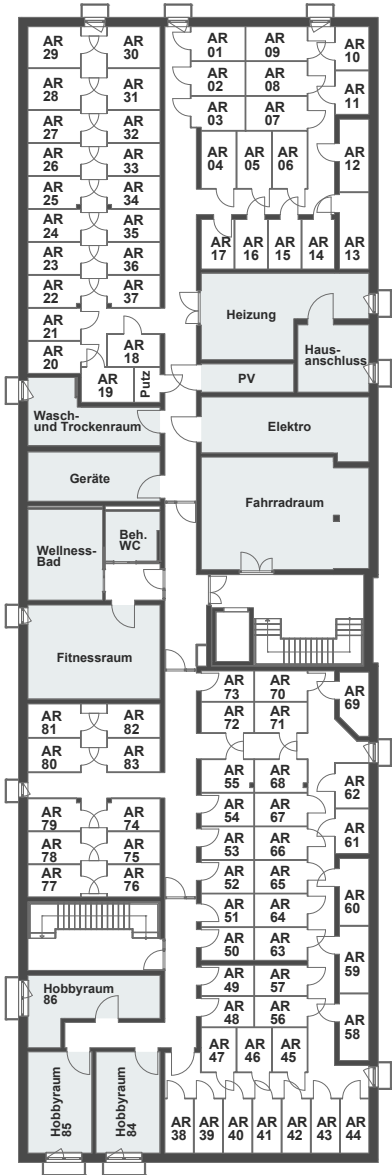 AR
29
AR
30
AR
28
AR
31
AR
27
AR
32
AR
26
AR
33
AR
25
AR
34
AR
24
AR
35
AR
23
AR
36
AR
22
AR
37
AR
21
AR
18
AR
20
AR
19
Putz
AR
01
AR
09
AR
10
AR
02
AR
08
AR
11
AR
03
AR
07
AR
04
AR
05
AR
06
AR
12
AR
17
AR
16
AR
15
AR
14
AR
13
Heizung
Haus-
anschluss
PV
Wasch-
und Trockenraum
Elektro
Geräte
Fahrradraum
Wellness-
Bad
Beh.
WC
Fitnessraum
AR
81
AR
82
AR
80
AR
83
AR
79
AR
74
AR
78
AR
75
AR
77
AR
76
AR
73
AR
70
AR
69
AR
72
AR
71
AR
55
AR
68
AR
62
AR
54
AR
67
AR
61
AR
53
AR
66
AR
52
AR
65
AR
60
AR
51
AR
64
AR
50
AR
63
AR
59
AR
49
AR
57
AR
48
AR
56
AR
58
AR
47
AR
46
AR
45
Hobbyraum
86
Hobbyraum
85
Hobbyraum
84
AR
38
AR
39
AR
40
AR
41
AR
42
AR
43
AR
44